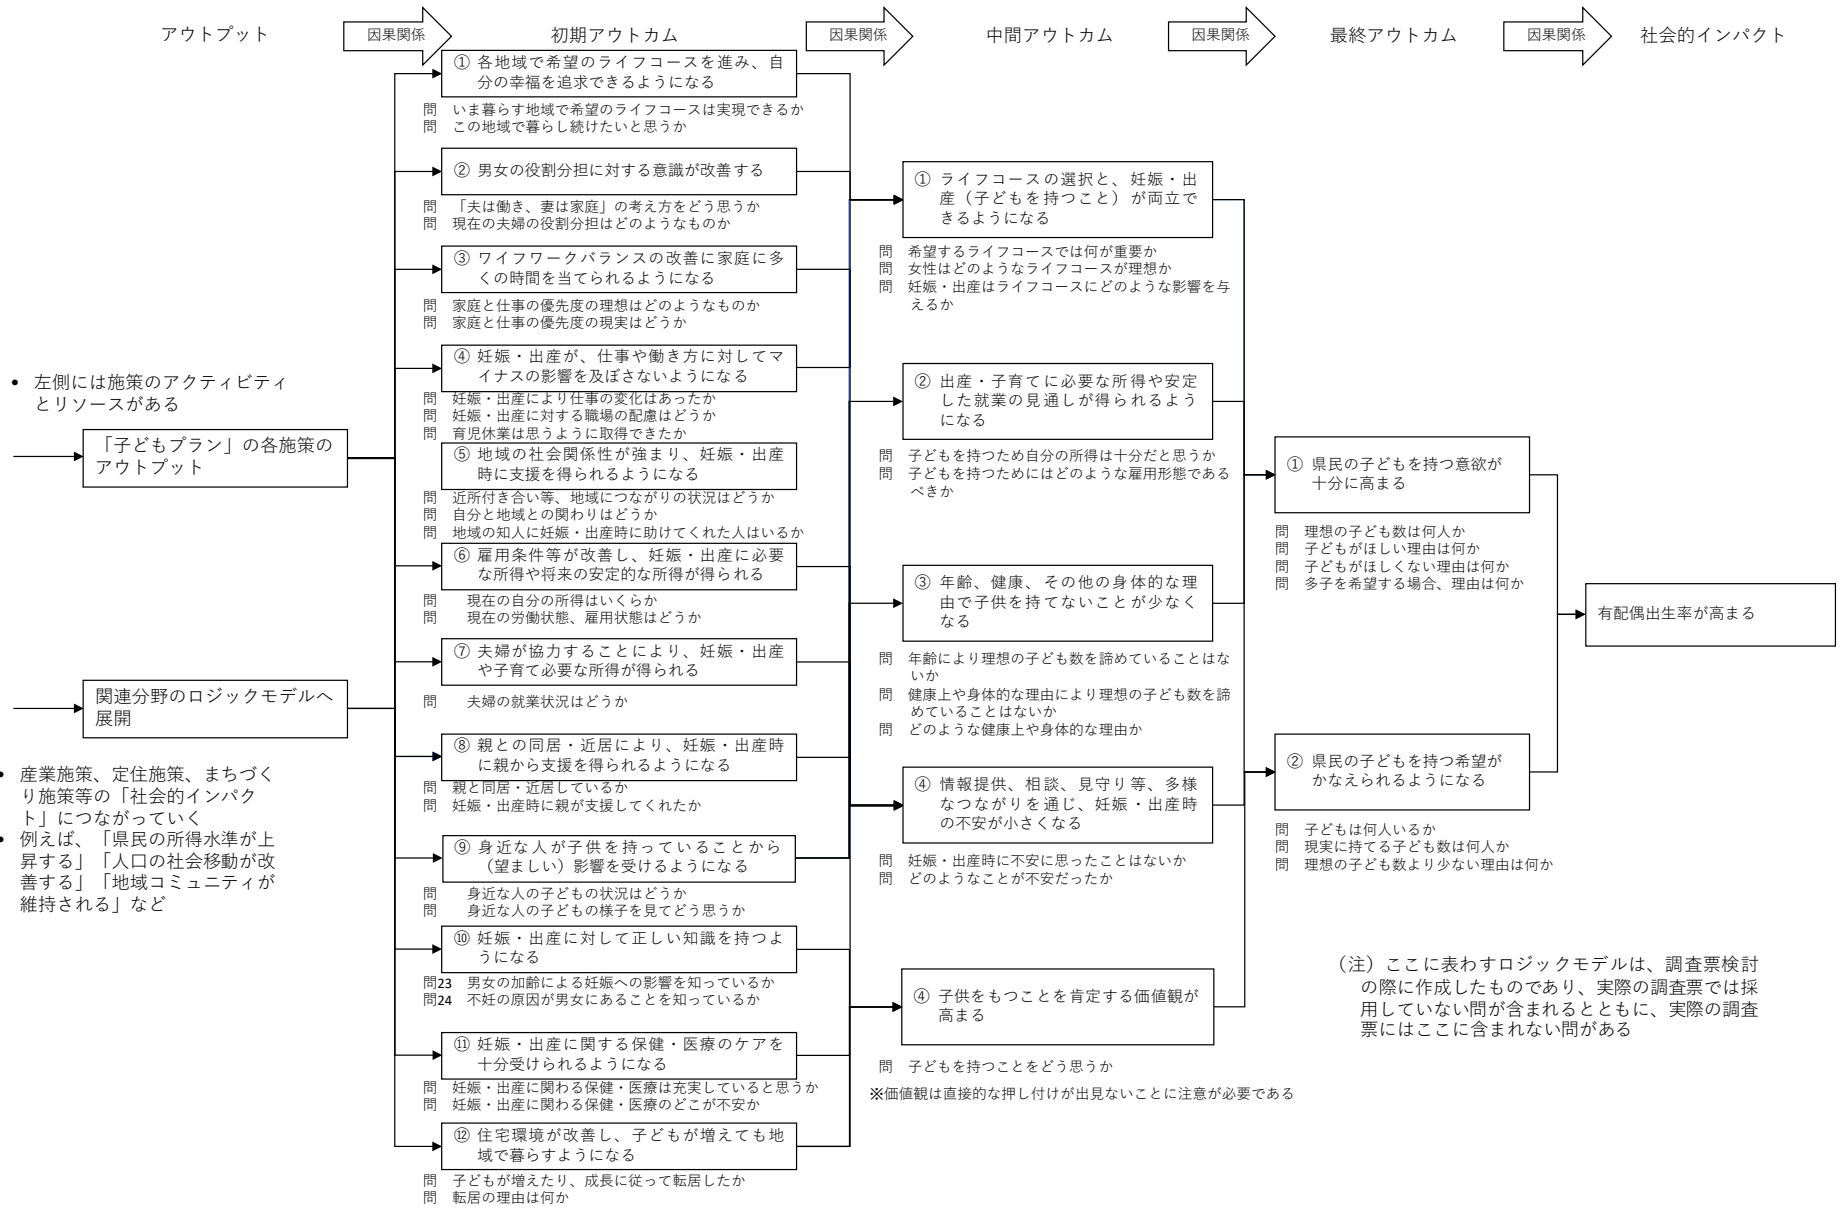 アウトプット
因果関係
初期アウトカム
因果関係
中間アウトカム
因果関係
最終アウトカム
因果関係
社会的インパクト
• 左側には施策のアクティビティ
とリソースがある
「子どもプラン」の各施策の
アウトプット
関連分野のロジックモデルへ
展開
• 産業施策、定住施策、まちづく
り施策等の「社会的インパク
ト」につながっていく
• 例えば、「県民の所得水準が上
昇する」「人口の社会移動が改
善する」「地域コミュニティが
維持される」など
① 各地域で希望のライフコースを進み、自
分の幸福を追求できるようになる
問 いま暮らす地域で希望のライフコースは実現できるか
問 この地域で暮らし続けたいと思うか
② 男女の役割分担に対する意識が改善する
問 「夫は働き、妻は家庭」の考え方をどう思うか
問 現在の夫婦の役割分担はどのようなものか
③ ワイフワークバランスの改善に家庭に多
くの時間を当てられるようになる
問 家庭と仕事の優先度の理想はどのようなものか
問 家庭と仕事の優先度の現実はどうか
④ 妊娠・出産が、仕事や働き方に対してマ
イナスの影響を及ぼさないようになる
問 妊娠・出産により仕事の変化はあったか
問 妊娠・出産に対する職場の配慮はどうか
問 育児休業は思うように取得できたか
⑤ 地域の社会関係性が強まり、妊娠・出産
時に支援を得られるようになる
問 近所付き合い等、地域につながりの状況はどうか
問 自分と地域との関わりはどうか
問 地域の知人に妊娠・出産時に助けてくれた人はいるか
⑥ 雇用条件等が改善し、妊娠・出産に必要
な所得や将来の安定的な所得が得られる
問 現在の自分の所得はいくらか
問 現在の労働状態、雇用状態はどうか
⑦ 夫婦が協力することにより、妊娠・出産
や子育て必要な所得が得られる
問 夫婦の就業状況はどうか
⑧ 親との同居・近居により、妊娠・出産時
に親から支援を得られるようになる
問 親と同居・近居しているか
問 妊娠・出産時に親が支援してくれたか
⑨ 身近な人が子供を持っていることから
（望ましい）影響を受けるようになる
問 身近な人の子どもの状況はどうか
問 身近な人の子どもの様子を見てどう思うか
⑩ 妊娠・出産に対して正しい知識を持つよ
うになる
問23 男女の加齢による妊娠への影響を知っているか
問24 不妊の原因が男女にあることを知っているか
⑪ 妊娠・出産に関する保健・医療のケアを
十分受けられるようになる
問 妊娠・出産に関わる保健・医療は充実していると思うか
問 妊娠・出産に関わる保健・医療のどこが不安か
⑫ 住宅環境が改善し、子どもが増えても地
域で暮らすようになる
問 子どもが増えたり、成長に従って転居したか
問 転居の理由は何か
① ライフコースの選択と、妊娠・出
産（子どもを持つこと）が両立で
きるようになる
問 希望するライフコースでは何が重要か
問 女性はどのようなライフコースが理想か
問 妊娠・出産はライフコースにどのような影響を与
えるか
② 出産・子育てに必要な所得や安定
した就業の見通しが得られるよう
になる
問 子どもを持つため自分の所得は十分だと思うか
問 子どもを持つためにはどのような雇用形態である
べきか
③ 年齢、健康、その他の身体的な理
由で子供を持てないことが少なく
なる
問 年齢により理想の子ども数を諦めていることはな
いか
問 健康上や身体的な理由により理想の子ども数を諦
めていることはないか
問 どのような健康上や身体的な理由か
④ 情報提供、相談、見守り等、多様
なつながりを通じ、妊娠・出産時
の不安が小さくなる
問 妊娠・出産時に不安に思ったことはないか
問 どのようなことが不安だったか
④ 子供をもつことを肯定する価値観が
高まる
問 子どもを持つことをどう思うか
※価値観は直接的な押し付けが出見ないことに注意が必要である
① 県民の子どもを持つ意欲が
十分に高まる
問 理想の子ども数は何人か
問 子どもがほしい理由は何か
問 子どもがほしくない理由は何か
問 多子を希望する場合、理由は何か
② 県民の子どもを持つ希望が
かなえられるようになる
問 子どもは何人いるか
問 現実に持てる子ども数は何人か
問 理想の子ども数より少ない理由は何か
有配偶出生率が高まる
（注）ここに表わすロジックモデルは、調査票検討
の際に作成したものであり、実際の調査票では採
用していない問が含まれるとともに、実際の調査
票にはここに含まれない問がある